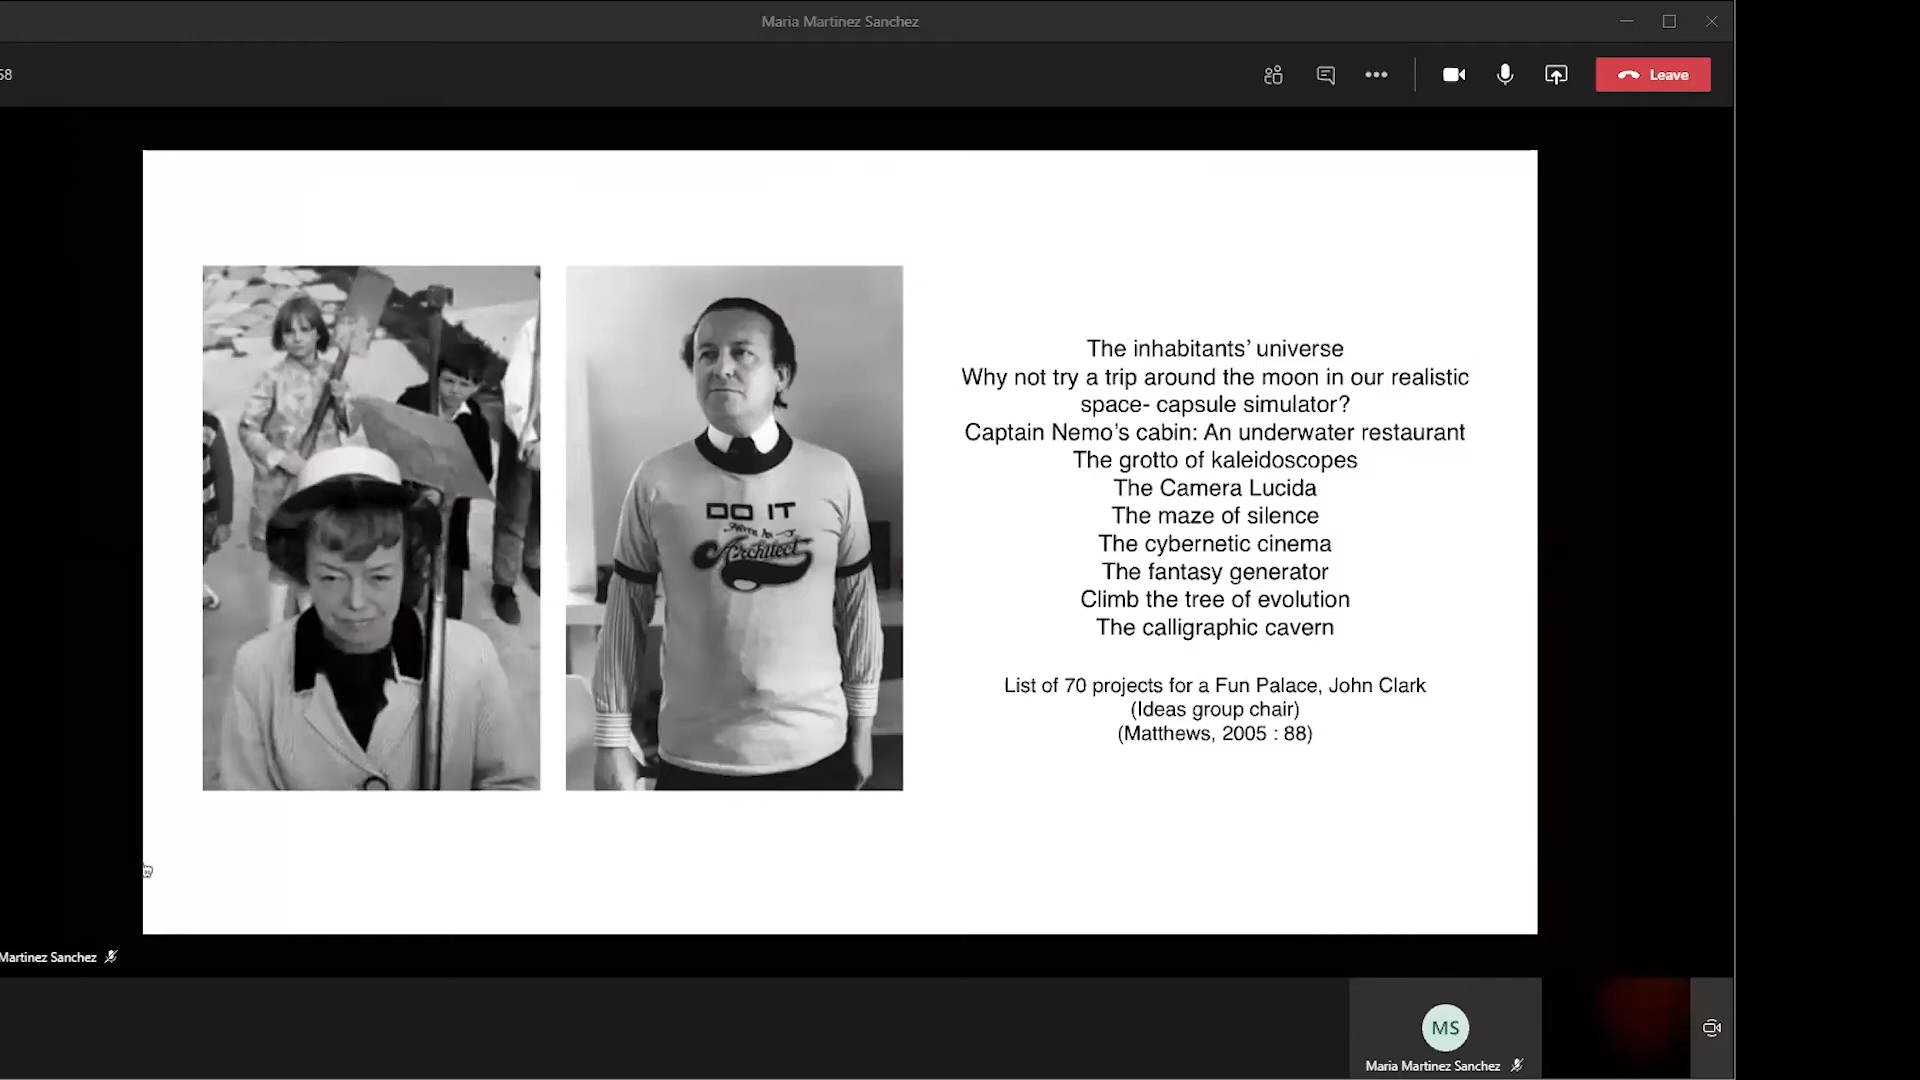 Maria Martinez Sanchez
58
Leave
DO IT
With An
Architect
The inhabitants’ universe
Why not try a trip around the moon in our realistic
space- capsule simulator?
Captain Nemo’s cabin: An underwater restaurant
The grotto of kaleidoscopes
The Camera Lucida
The maze of silence
The cybernetic cinema
The fantasy generator
Climb the tree of evolution
The calligraphic cavern
List of 70 projects for a Fun Palace, John Clark
(Ideas group chair)
(Matthews, 2005 : 88)
Martinez Sanchez
MS
Maria Martinez Sanchez